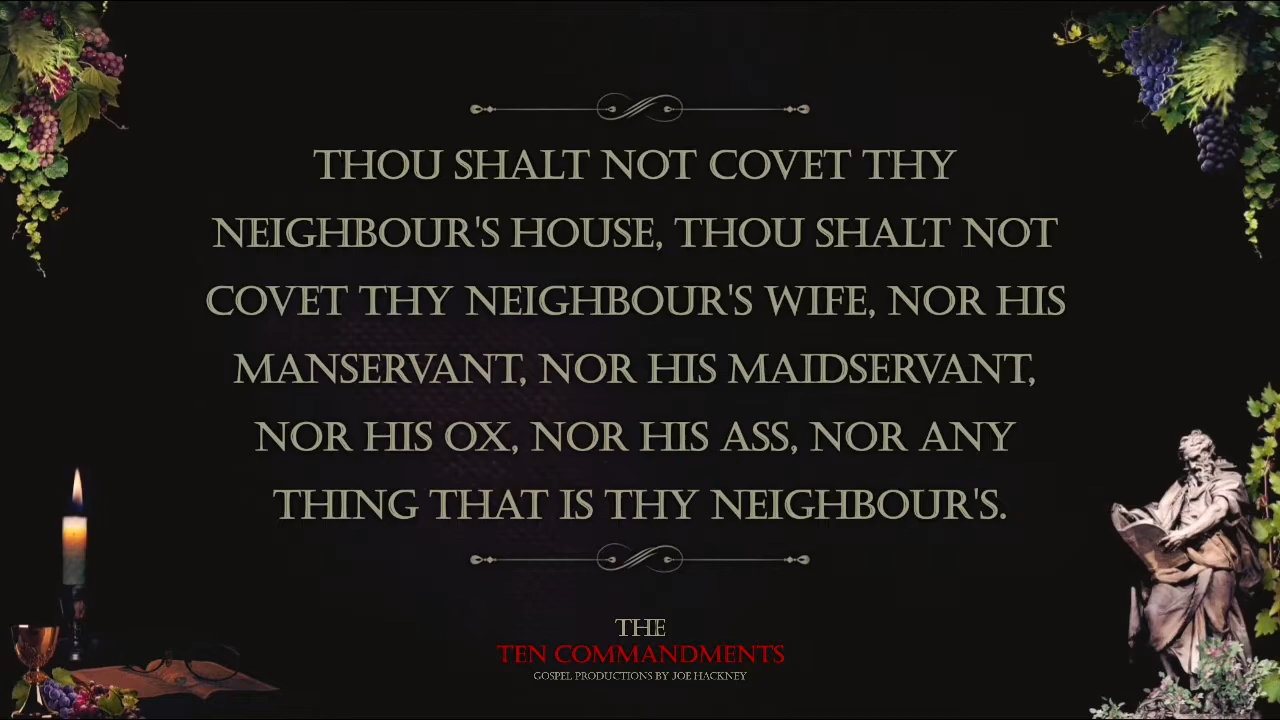 THOU SHALT NOT COVET THY
NEIGHBOUR'S HOUSE, THOU SHALT NOT
COVET THY NEIGHBOUR'S WIFE, NOR HIS
MANSERVANT, NOR HIS MAIDSERVANT,
NOR HIS OX, NOR HIS ASS, NOR ANY
THING THAT IS THY NEIGHBOUR'S.
THE
TEN COMMANDMENTS
GOSPEL PRODUCTIONS BY JOE HACKNEY